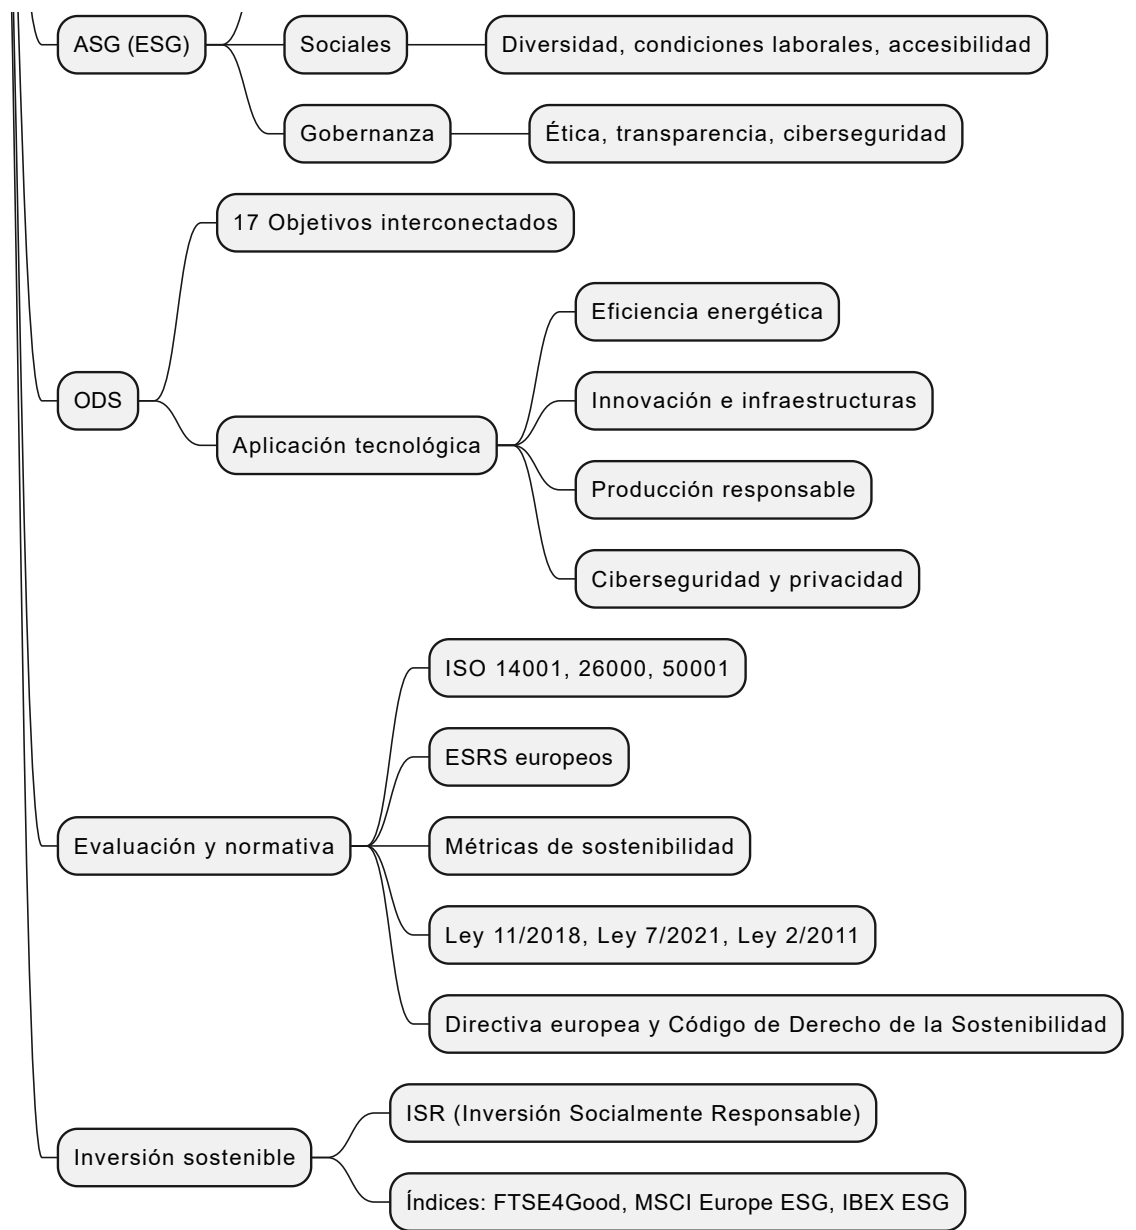 ASG (ESG)
Sociales
Diversidad, condiciones laborales, accesibilidad
Gobernanza
Ética, transparencia, ciberseguridad
ODS
17 Objetivos interconectados
Aplicación tecnológica
Eficiencia energética
Innovación e infraestructuras
Producción responsable
Ciberseguridad y privacidad
Evaluación y normativa
ISO 14001, 26000, 50001
ESRS europeos
Métricas de sostenibilidad
Ley 11/2018, Ley 7/2021, Ley 2/2011
Directiva europea y Código de Derecho de la Sostenibilidad
Inversión sostenible
ISR (Inversión Socialmente Responsable)
Índices: FTSE4Good, MSCI Europe ESG, IBEX ESG